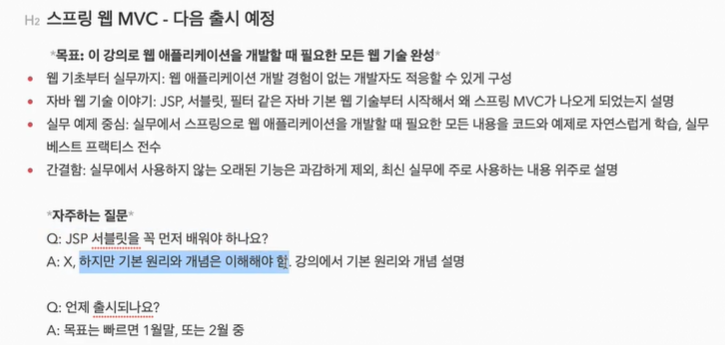 H2 스프링 웹 MVC - 다음 출시 예정
*목표: 이 강의로 웹 애플리케이션을 개발할 때 필요한 모든 웹 기술 완성*
• 웹 기초부터 실무까지: 웹 애플리케이션 개발 경험이 없는 개발자도 적응할 수 있게 구성
• 자바 웹 기술 이야기: JSP, 서블릿, 필터 같은 자바 기본 웹 기술부터 시작해서 왜 스프링 MVC가 나오게 되었는지 설명
• 실무 예제 중심: 실무에서 스프링으로 웹 애플리케이션을 개발할 때 필요한 모든 내용을 코드와 예제로 자연스럽게 학습, 실무
베스트 프랙티스 전수
• 간결함: 실무에서 사용하지 않는 오래된 기능은 과감하게 제외, 최신 실무에 주로 사용하는 내용 위주로 설명
*자주하는 질문*
Q: JSP 서블릿을 꼭 먼저 배워야 하나요?
A: X, 하지만 기본 원리와 개념은 이해해야 함. 강의에서 기본 원리와 개념 설명
Q: 언제 출시되나요?
A: 목표는 빠르면 1월말, 또는 2월 중